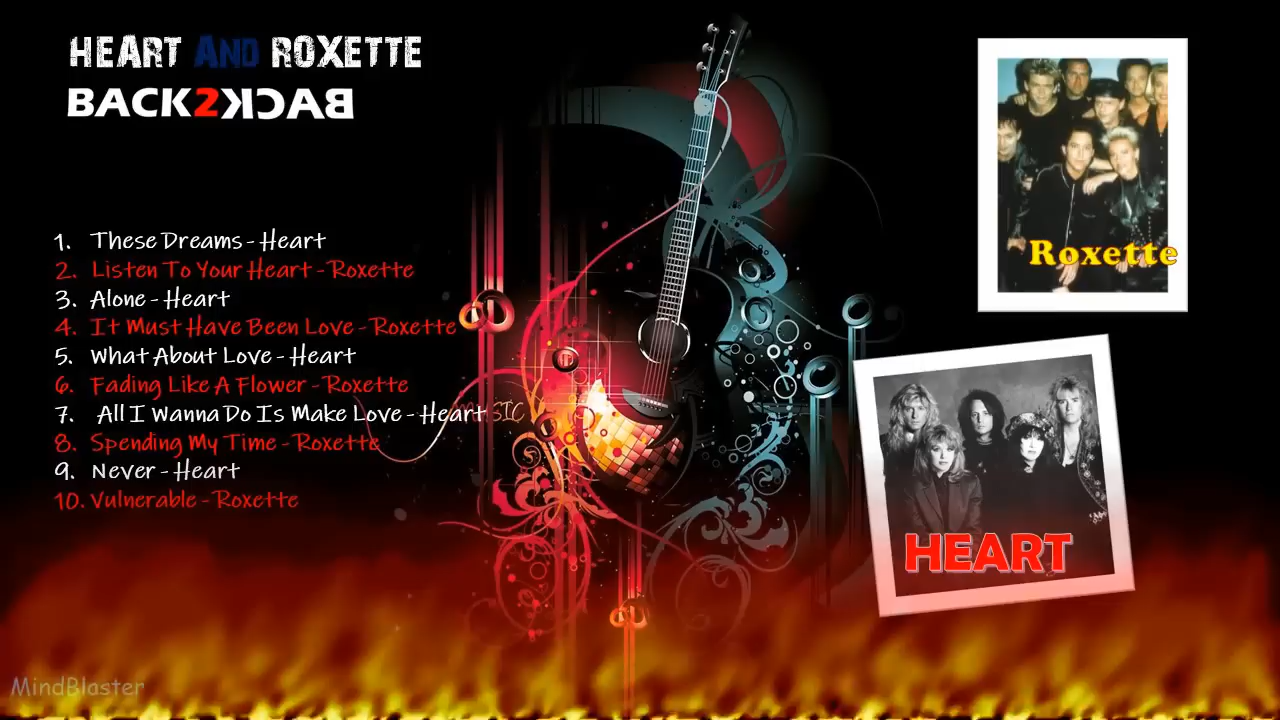 HEART AND ROXETTE
BACK2BACK
1. These Dreams - Heart
2. Listen To Your Heart - Roxette
3. Alone - Heart
4. It Must Have Been Love - Roxette
5. What About Love - Heart
6. Fading Like A Flower - Roxette
7. All I Wanna Do Is Make Love - Heart
8. Spending My Time - Roxette
9. Never - Heart
10. Vulnerable - Roxette
MUSIC
Roxette
HEART
MindBlaster